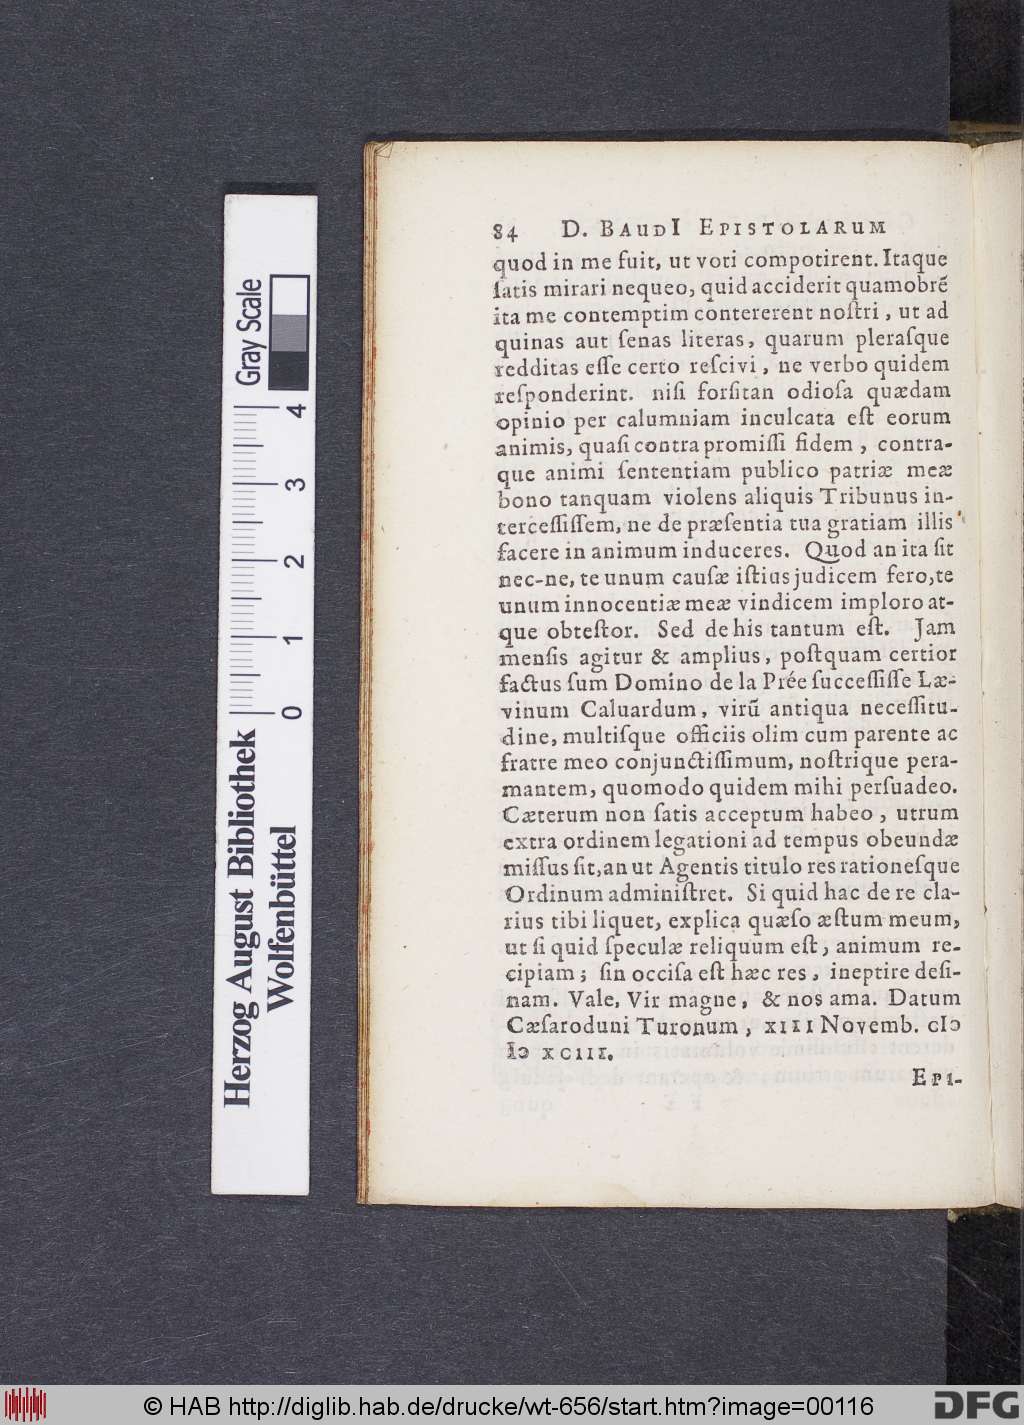 84 D. BAUDI EPISTOLARUM
quod in me fuit, ut voti compotirent. Itaque
ſatis mirari nequeo, quid acciderit quamobrẽ
ita me contemptim contererent noſtri, ut ad
quinas aut ſenas literas, quarum pleraſque
redditas eſſe certo reſcivi, ne verbo quidem
reſponderint. niſi forſitan odioſa quædam
opinio per calumniam inculcata eſt eorum
animis, quaſi contra promiſſi fidem, contra-
que animi ſententiam publico patriæ meæ
bono tanquam violens aliquis Tribunus in-
terceſſiſſem, ne de præſentia tua gratiam illis
facere in animum induceres. Quod an ita ſit
nec-ne, te unum cauſæ iſtius judicem fero, te
unum innocentiæ meæ vindicem imploro at-
que obteſtor. Sed de his tantum eſt. Jam
menſis agitur & amplius, poſtquam certior
factus ſum Domino de la Prée ſucceſſiſſe Læ-
vinum Caluardum, virũ antiqua neceſſitu-
dine, multiſque officiis olim cum parente ac
fratre meo conjunctiſſimum, noſtrique pera-
mantem, quomodo quidem mihi perſuadeo.
Cæterum non ſatis acceptum habeo, utrum
extra ordinem legationi ad tempus obeundæ
miſſus ſit, an ut Agentis titulo res rationeſque
Ordinum adminiſtret. Si quid hac de re cla-
rius tibi liquet, explica quæſo æſtum meum,
ut ſi quid ſpeculæ reliquum eſt, animum re-
cipiam; ſin occiſa eſt hæc res, ineptire deſi-
nam. Vale, Vir magne, & nos ama. Datum
Cæſaroduni Turonum, XIII Novemb. cIↄ
Iↄ XCIII.
EPI-
Gray Scale
4
3
2
1
0
Herzog August Bibliothek
Wolfenbüttel
© HAB http://diglib.hab.de/drucke/wt-656/start.htm?image=00116
DFG